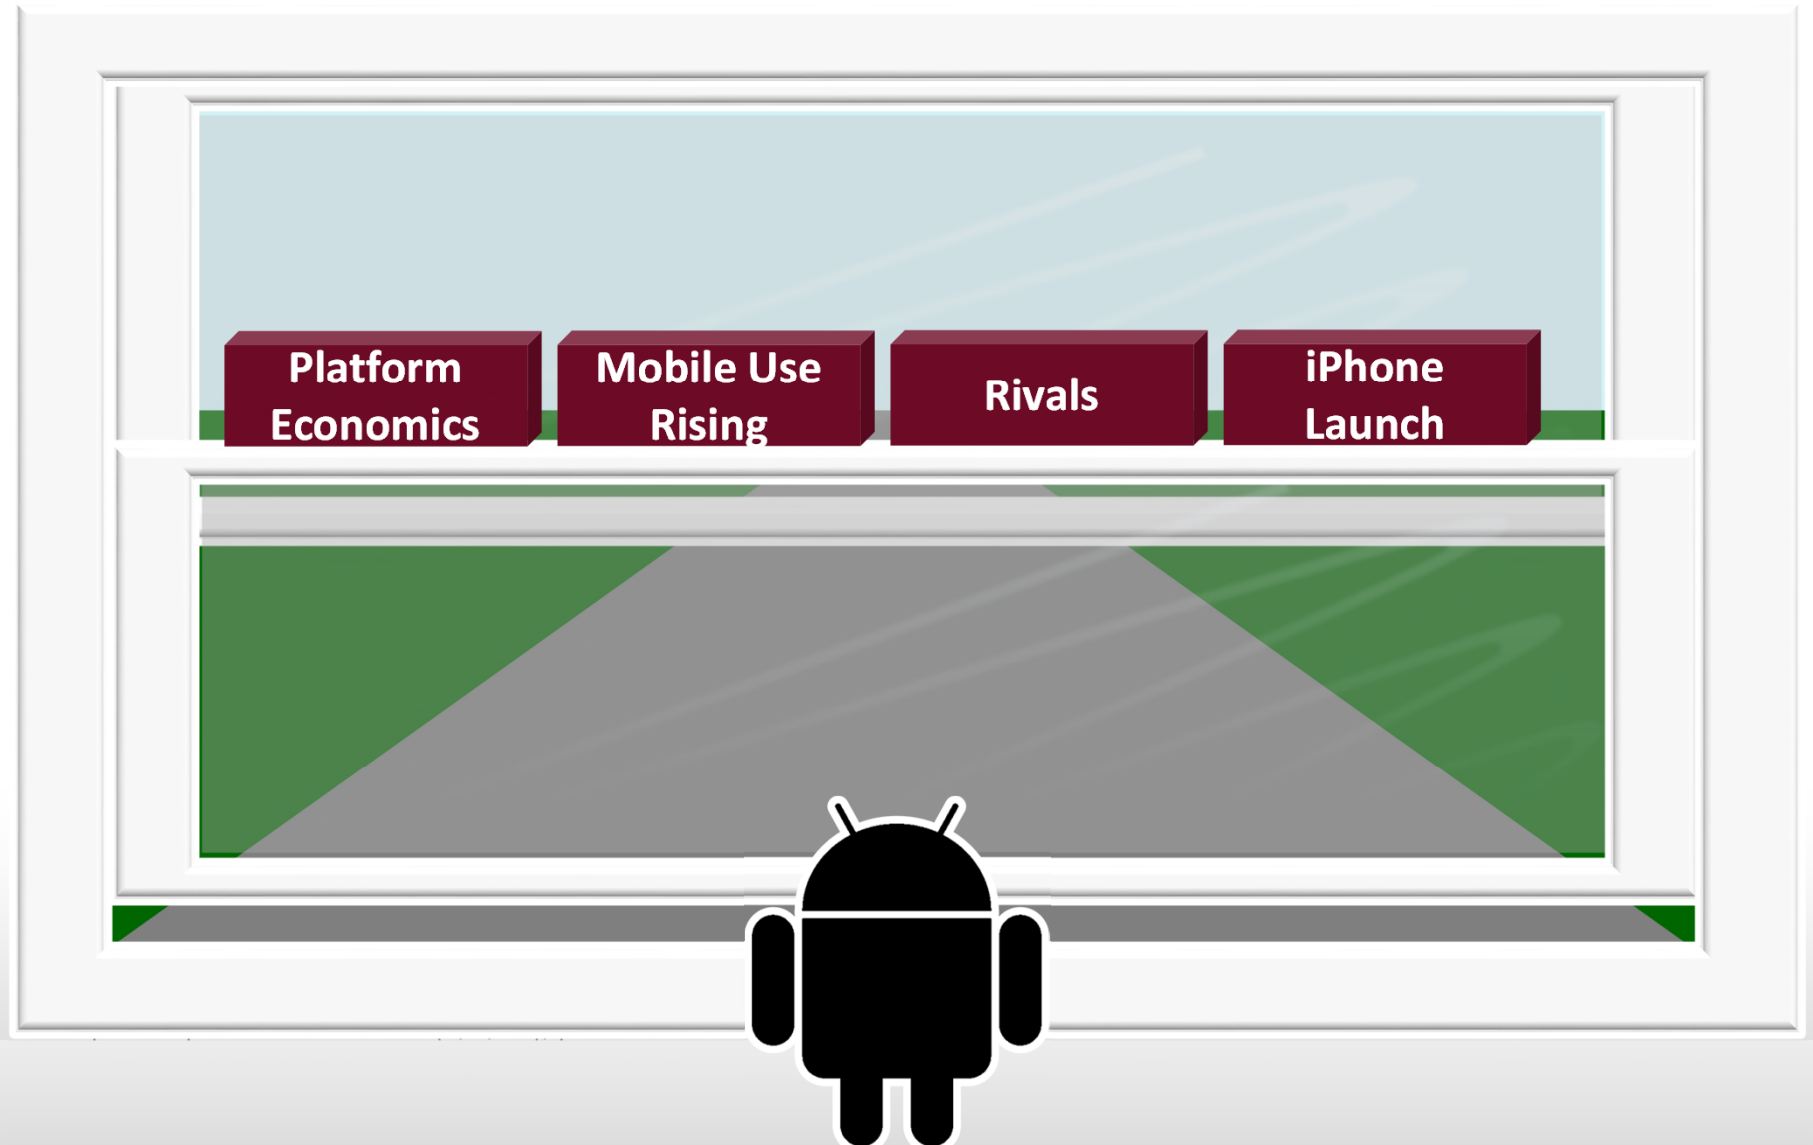 Platform
Economics
Mobile Use
Rising
Rivals
iPhone
Launch